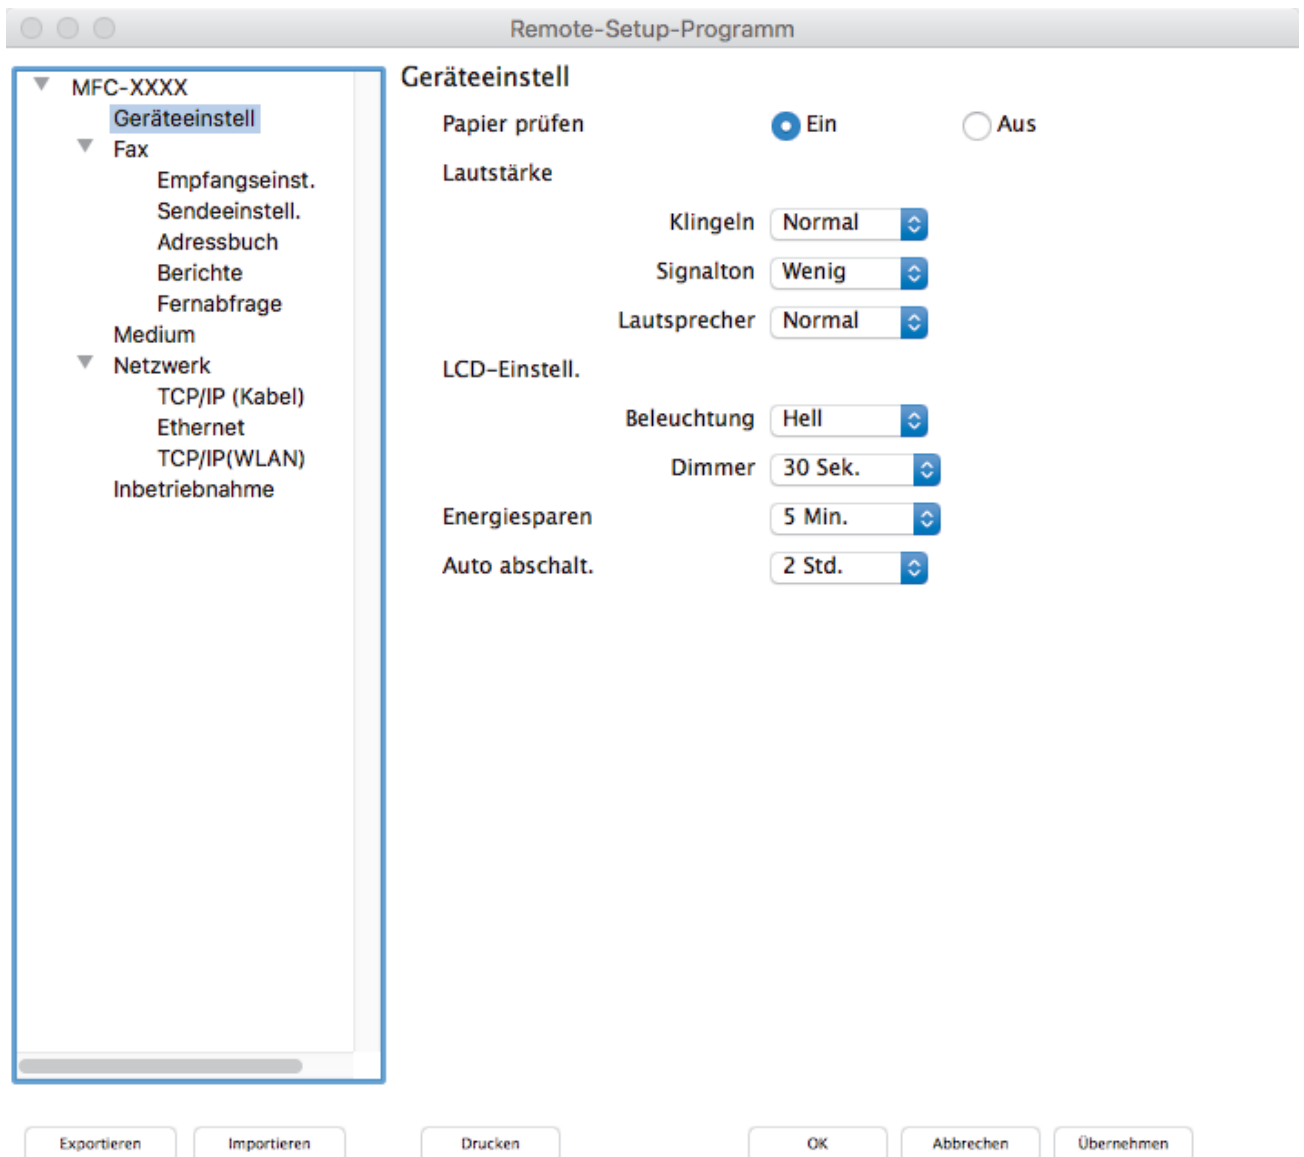 Remote-Setup-Programm
MFC-XXXX
Geräteeinstell
Fax
Empfangseinst.
Sendeeinstell.
Adressbuch
Berichte
Fernabfrage
Medium
Netzwerk
TCP/IP (Kabel)
Ethernet
TCP/IP(WLAN)
Inbetriebnahme
Geräteeinstell
Papier prüfen Ein Aus
Lautstärke
Klingeln Normal
Signalton Wenig
Lautsprecher Normal
LCD-Einstell.
Beleuchtung Hell
Dimmer 30 Sek.
Energiesparen 5 Min.
Auto abschalt. 2 Std.
Exportieren Importieren Drucken OK Abbrechen Übernehmen